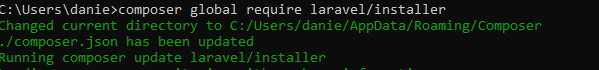 C:\Users\danie>composer global require laravel/installer
Changed current directory to C:/Users/danie/AppData/Roaming/Composer
./composer.json has been updated
Running composer update laravel/installer